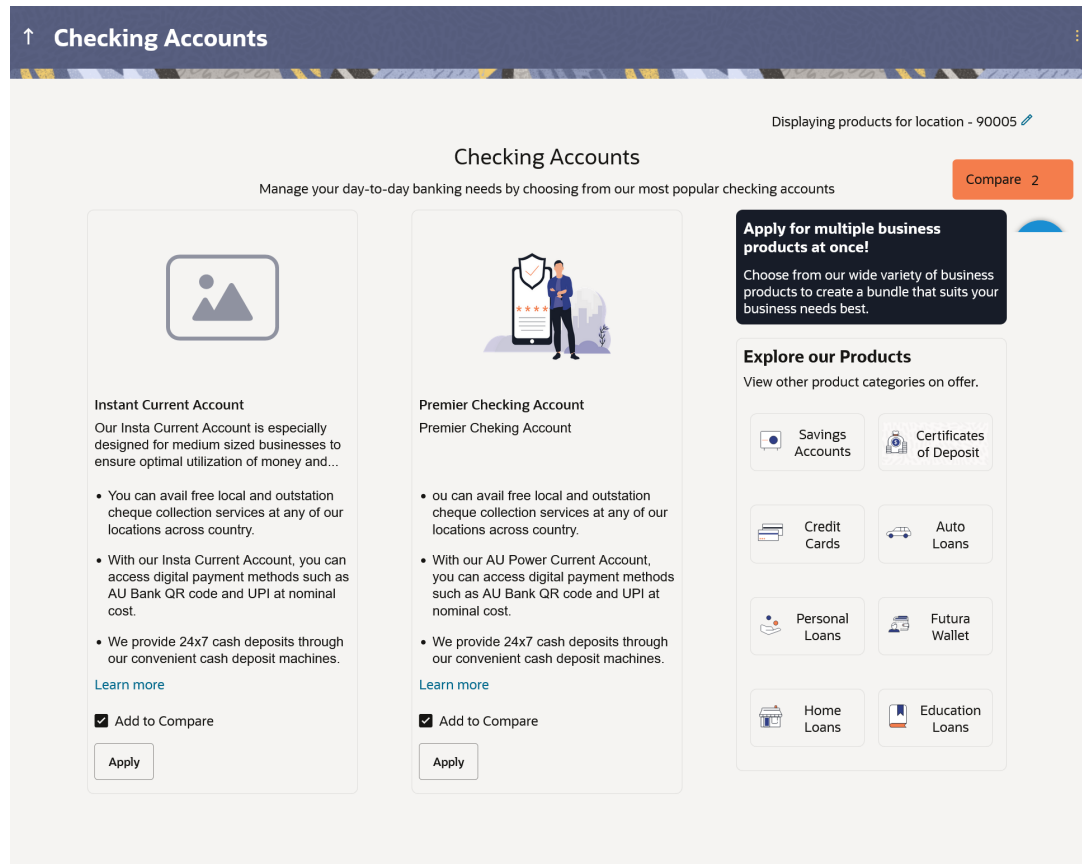 ↑ Checking Accounts
Displaying products for location - 90005
Checking Accounts
Manage your day-to-day banking needs by choosing from our most popular checking accounts
Compare 2
Instant Current Account
Our Insta Current Account is especially
designed for medium sized businesses to
ensure optimal utilization of money and...
• You can avail free local and outstation
cheque collection services at any of our
locations across country.
• With our Insta Current Account, you can
access digital payment methods such as
AU Bank QR code and UPI at nominal
cost.
• We provide 24x7 cash deposits through
our convenient cash deposit machines.
Learn more
Add to Compare
Apply
****
Premier Checking Account
Premier Cheking Account
• ou can avail free local and outstation
cheque collection services at any of our
locations across country.
• With our AU Power Current Account,
you can access digital payment methods
such as AU Bank QR code and UPI at
nominal cost.
• We provide 24x7 cash deposits through
our convenient cash deposit machines.
Learn more
Add to Compare
Apply
Apply for multiple business
products at once!
Choose from our wide variety of business
products to create a bundle that suits your
business needs best.
Explore our Products
View other product categories on offer.
Savings
Accounts
Certificates
of Deposit
Credit
Cards
Auto
Loans
Personal
Loans
Futura
Wallet
Home
Loans
Education
Loans